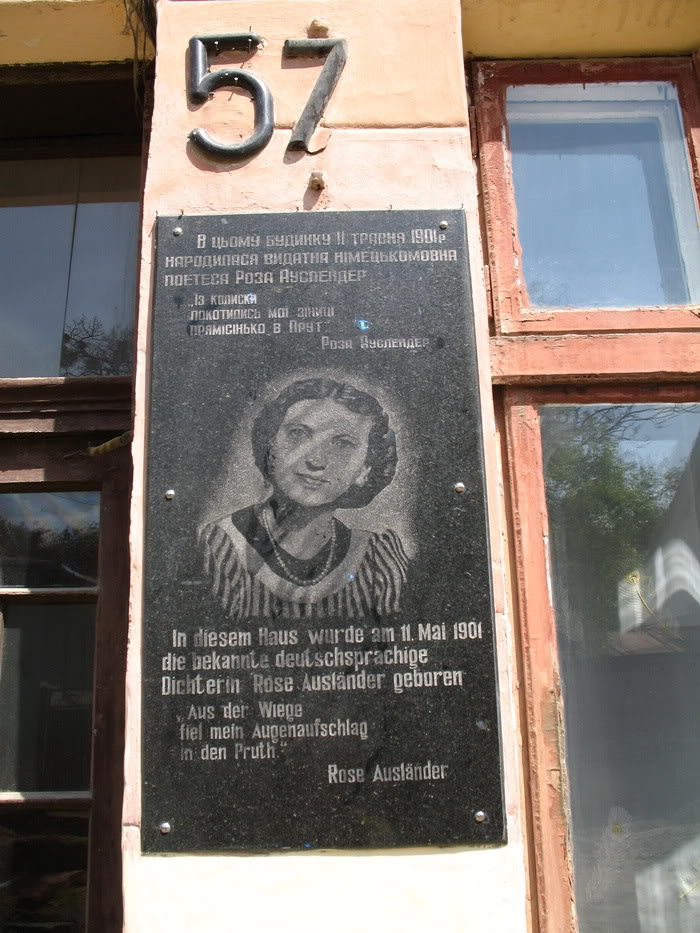 57
В цьому будинку 11 травня 1901р
народилася видатна німецькомовна
поетеса Роза Ауслендер
„Із колиски
покотились мої зіниці
прямісінько в Прут“
Роза Ауслендер
In diesem Haus wurde am 11. Mai 1901
die bekannte deutschsprachige
Dichterin Rose Ausländer geboren
„Aus der Wiege
fiel mein Augenaufschlag
in den Pruth.“
Rose Ausländer